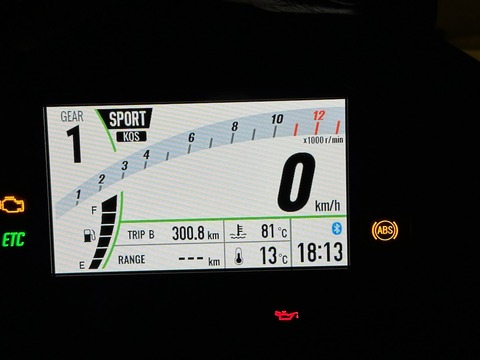 GEAR
SPORT
KQS
1
1 2 3 4 6 8 10 12
x1000 r/min
0
km/h
F
E
TRIP B 300.8 km
81 °C
RANGE --- km
13 °C
18:13
ETC
ABS